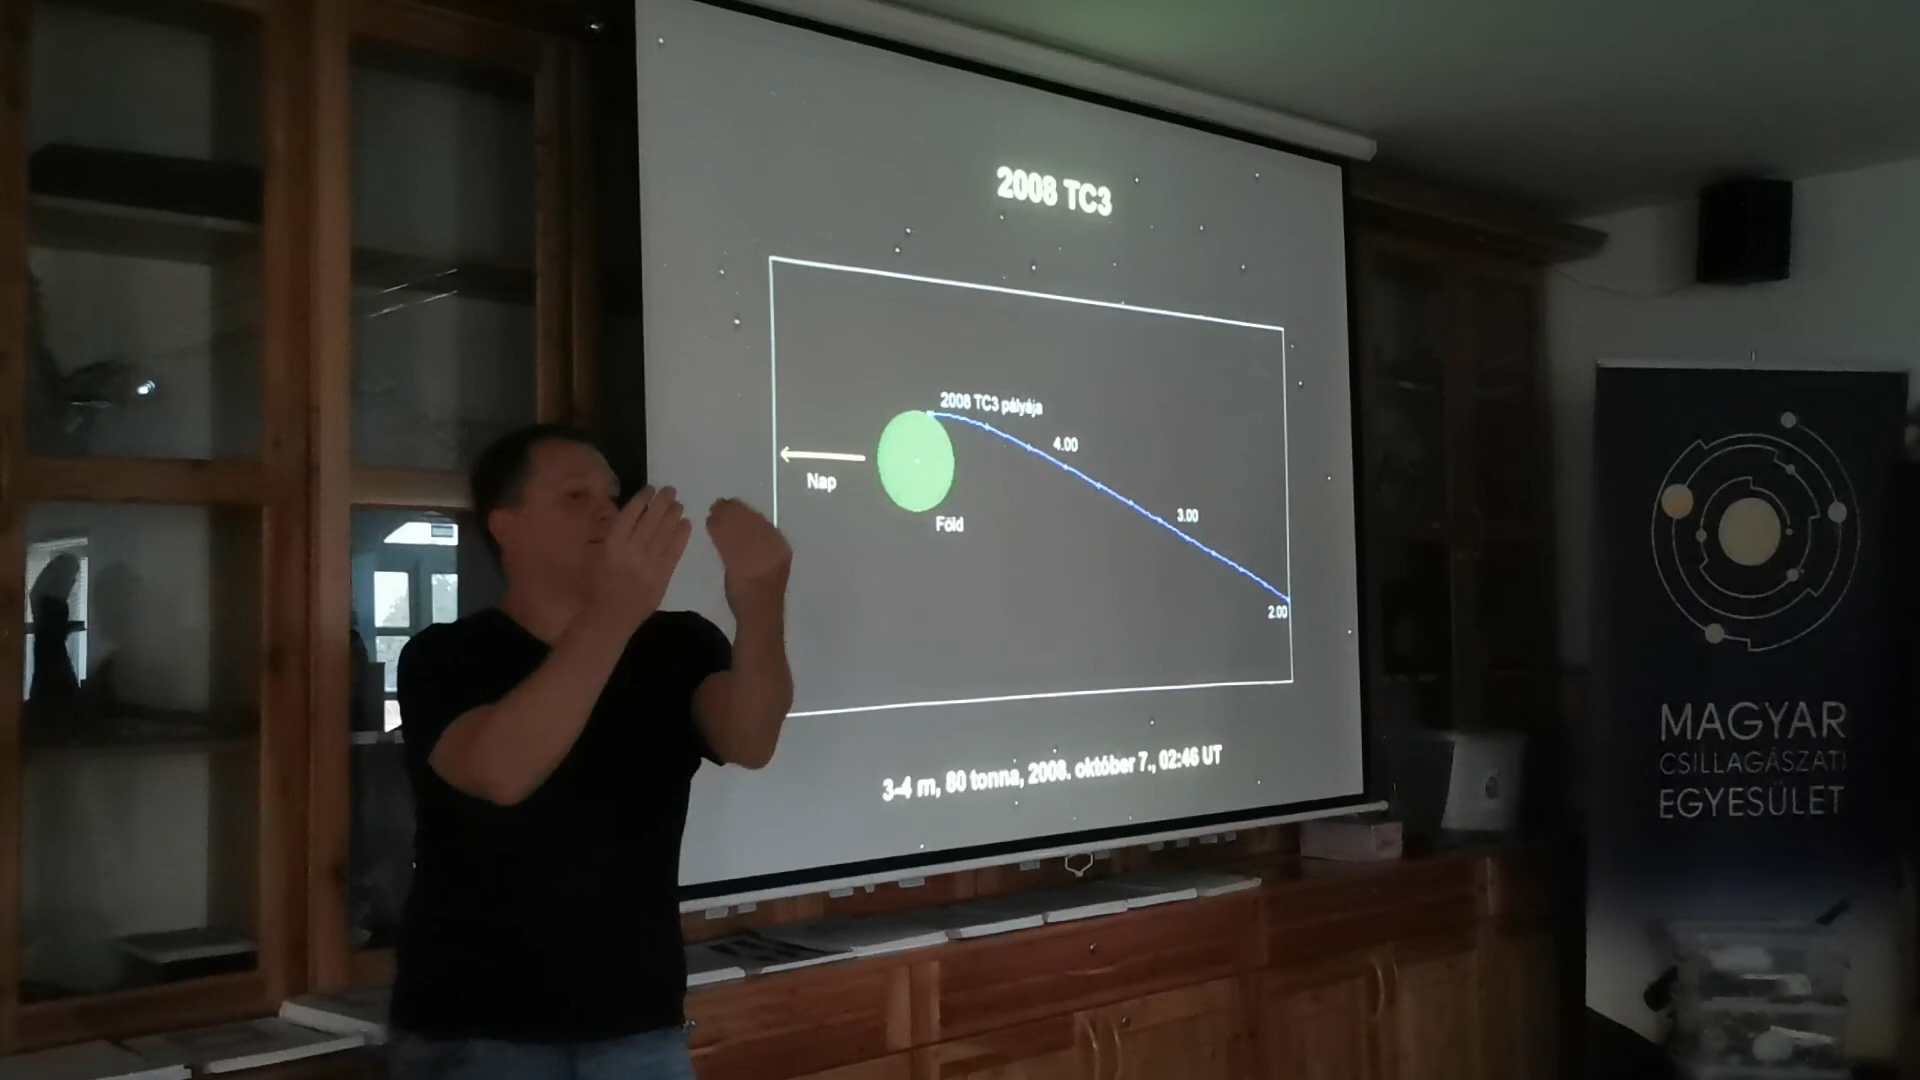 2008 TC3
2008 TC3 pályája
4.00
Nap
3.00
Föld
2.00
3-4 m, 80 tonna, 2008. október 7., 02:46 UT
MAGYAR
CSILLAGÁSZATI
EGYESÜLET